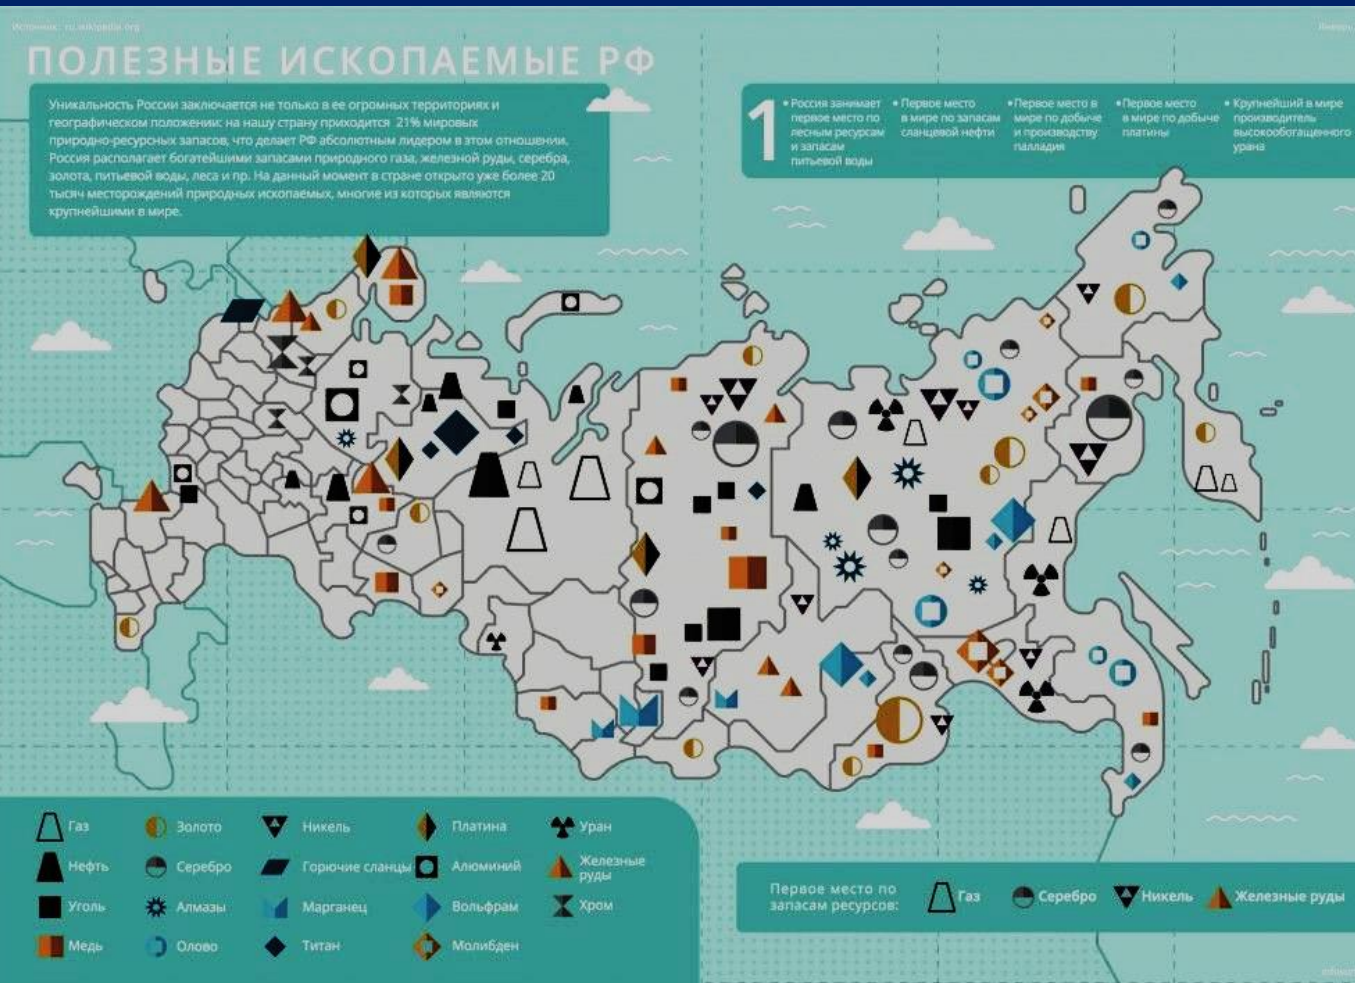 Источник: ru.wikipedia.org
ПОЛЕЗНЫЕ ИСКОПАЕМЫЕ РФ
Уникальность России заключается не только в ее огромных территориях и
географическом положении: на нашу страну приходится 21% мировых
природно-ресурсных запасов, что делает РФ абсолютным лидером в этом отношении.
Россия располагает богатейшими запасами природного газа, железной руды, серебра,
золота, питьевой воды, леса и пр. На данный момент в стране открыто уже более 20
тысяч месторождений природных ископаемых, многие из которых являются
крупнейшими в мире.
1
• Россия занимает
первое место по
лесным ресурсам
и запасам
питьевой воды
• Первое место
в мире по запасам
сланцевой нефти
• Первое место в
мире по добыче
и производству
палладия
• Первое место
в мире по добыче
платины
• Крупнейший в мире
производитель
высокообогащенного
урана
Газ
Нефть
Уголь
Медь
Золото
Серебро
Алмазы
Олово
Никель
Горючие сланцы
Марганец
Титан
Платина
Алюминий
Вольфрам
Молибден
Уран
Железные
руды
Хром
Первое место по
запасам ресурсов:
Газ
Серебро
Никель
Железные руды